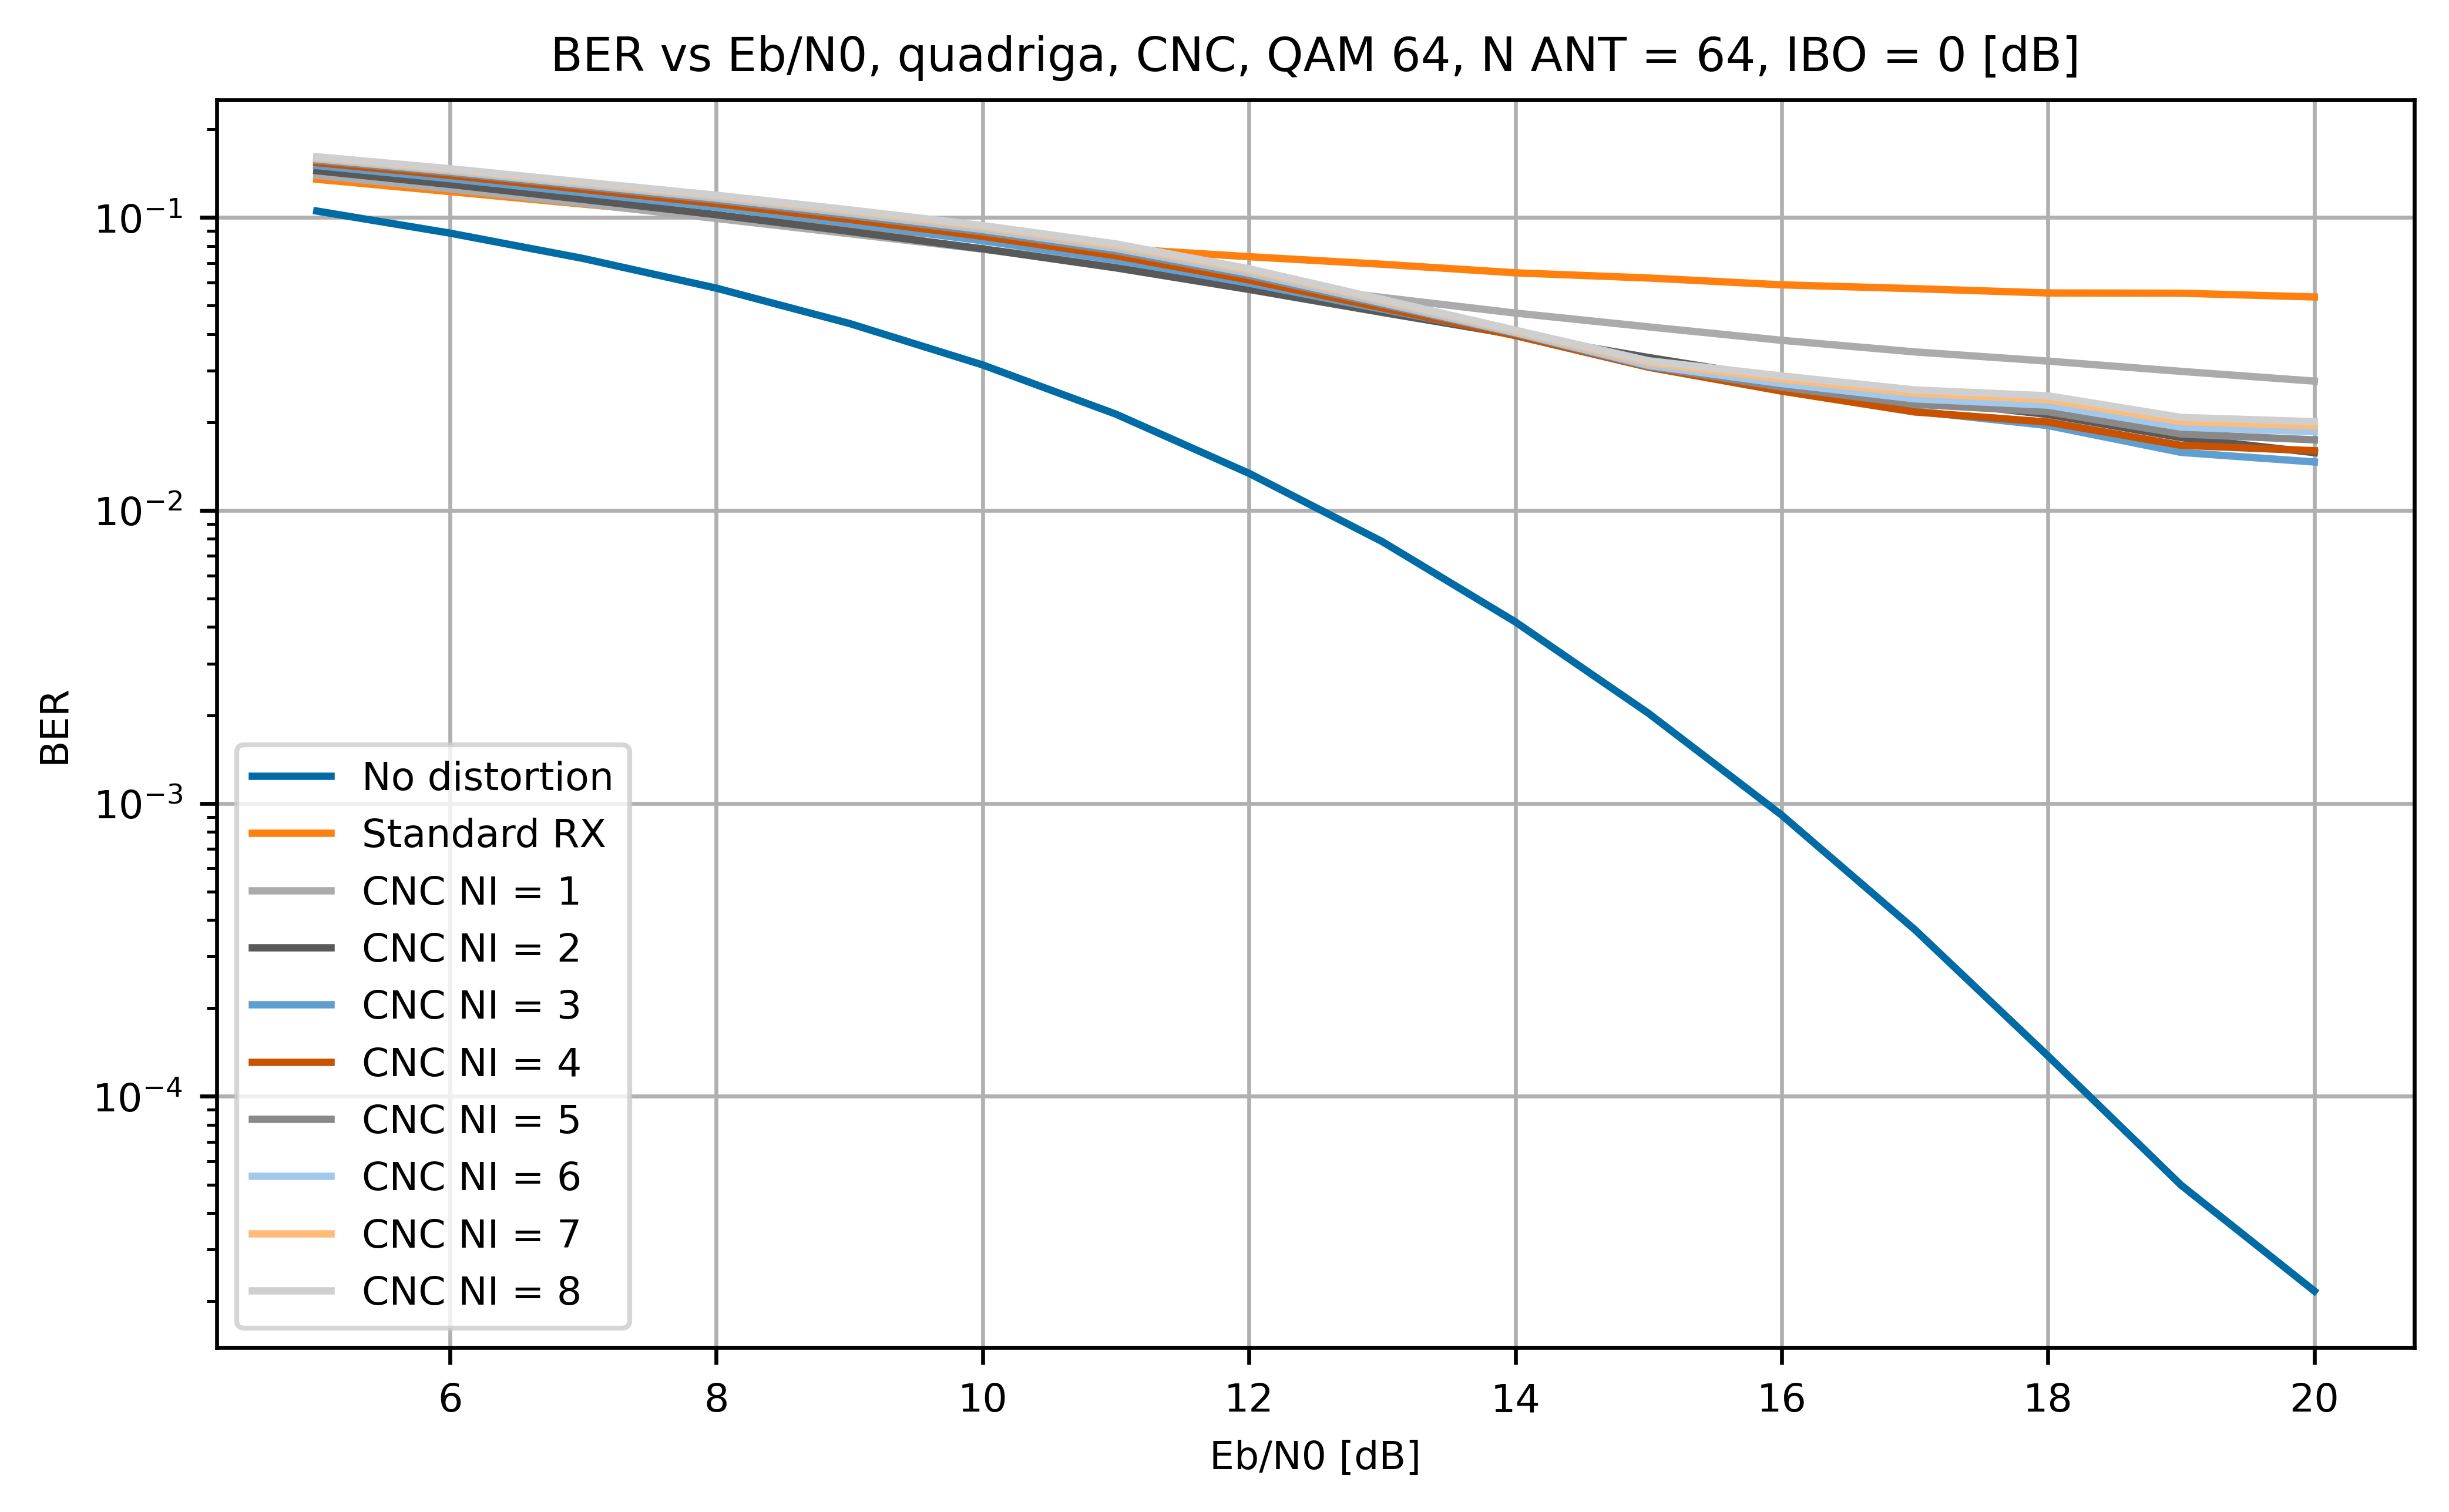 BER vs Eb/N0, quadriga, CNC, QAM 64, N ANT = 64, IBO = 0 [dB]
10⁻¹
10⁻²
10⁻³
10⁻⁴
BER
No distortion
Standard RX
CNC NI = 1
CNC NI = 2
CNC NI = 3
CNC NI = 4
CNC NI = 5
CNC NI = 6
CNC NI = 7
CNC NI = 8
6 8 10 12 14 16 18 20
Eb/N0 [dB]